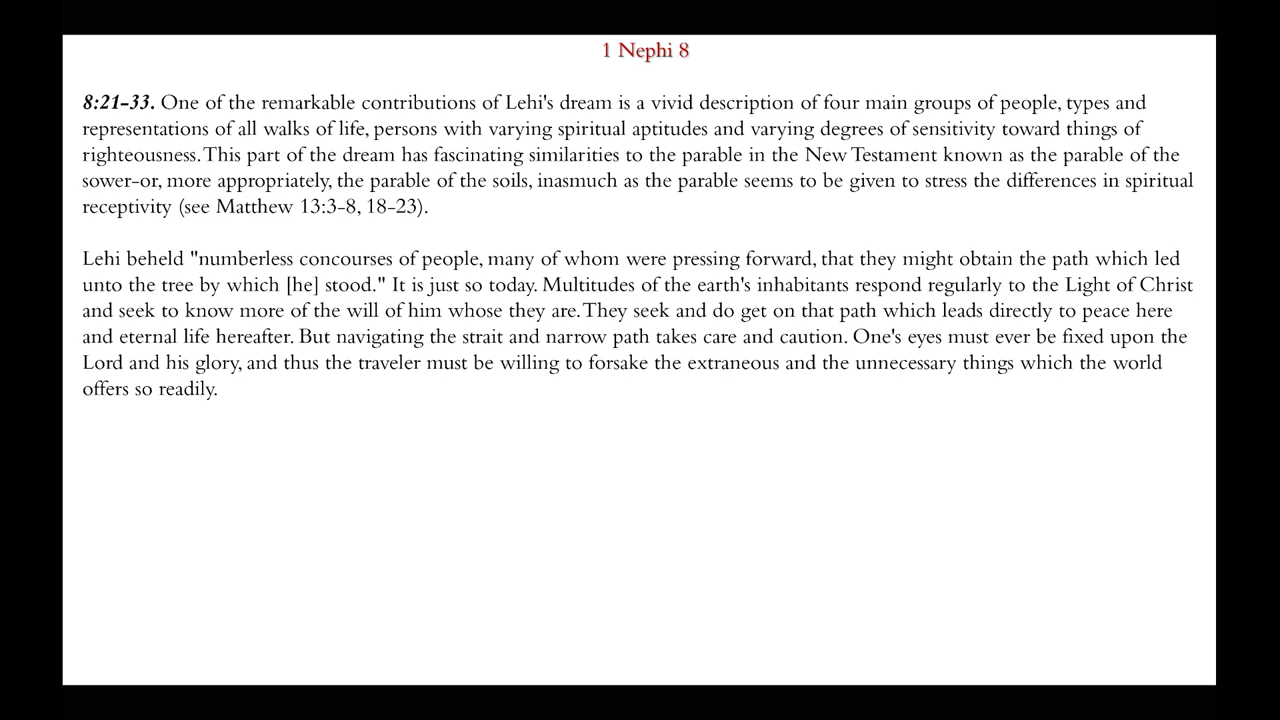 1 Nephi 8
8:21-33. One of the remarkable contributions of Lehi's dream is a vivid description of four main groups of people, types and
representations of all walks of life, persons with varying spiritual aptitudes and varying degrees of sensitivity toward things of
righteousness. This part of the dream has fascinating similarities to the parable in the New Testament known as the parable of the
sower-or, more appropriately, the parable of the soils, inasmuch as the parable seems to be given to stress the differences in spiritual
receptivity (see Matthew 13:3-8, 18-23).
Lehi beheld "numberless concourses of people, many of whom were pressing forward, that they might obtain the path which led
unto the tree by which [he] stood." It is just so today. Multitudes of the earth's inhabitants respond regularly to the Light of Christ
and seek to know more of the will of him whose they are. They seek and do get on that path which leads directly to peace here
and eternal life hereafter. But navigating the strait and narrow path takes care and caution. One's eyes must ever be fixed upon the
Lord and his glory, and thus the traveler must be willing to forsake the extraneous and the unnecessary things which the world
offers so readily.